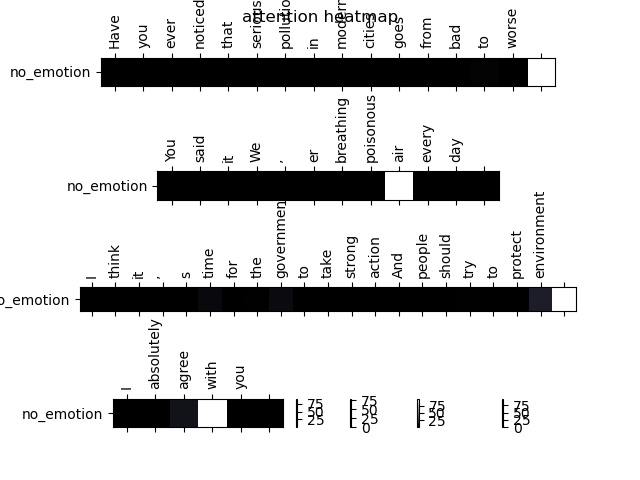 attention heatmap
Have you ever noticed that serious pollution in modern cities goes from bad to worse
no_emotion
You said it We , er breathing poisonous air every day
no_emotion
I think it , s time for the government to take strong action And people should try to protect environment
no_emotion
I absolutely agree with you
no_emotion
75 75 75 75
50 50 50 50
25 25 25 25
0 0